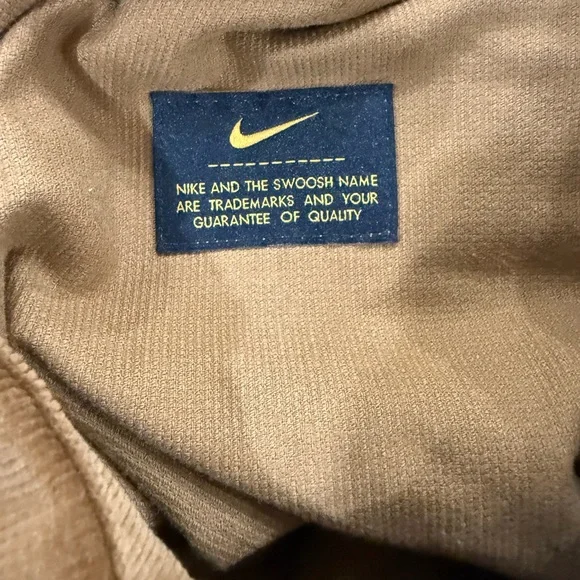 NIKE AND THE SWOOSH NAME
ARE TRADEMARKS AND YOUR
GUARANTEE OF QUALITY